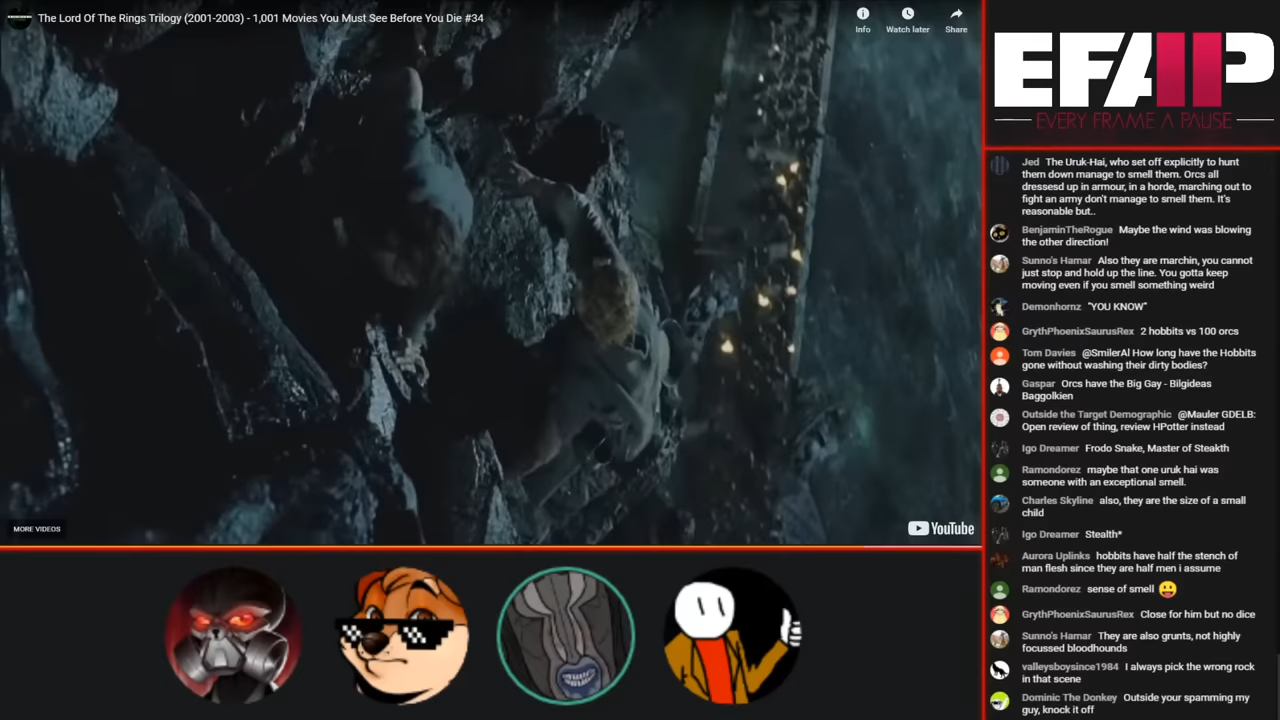 The Lord Of The Rings Trilogy (2001-2003) - 1,001 Movies You Must See Before You Die #34
Info
Watch later
Share
MORE VIDEOS
YouTube
EFAP
EVERY FRAME A PAUSE
Jed The Uruk-Hai, who set off explicitly to hunt
them down manage to smell them. Orcs all
dressesd up in armour, in a horde, marching out to
fight an army don't manage to smell them. It's
reasonable but..
BenjaminTheRogue Maybe the wind was blowing
the other direction!
Sunno's Hamar Also they are marchin, you cannot
just stop and hold up the line. You gotta keep
moving even if you smell something weird
Demonhornz "YOU KNOW"
GrythPhoenixSaurusRex 2 hobbits vs 100 orcs
Tom Davies @SmilerAl How long have the Hobbits
gone without washing their dirty bodies?
Gaspar Orcs have the Big Gay - Bilgideas
Baggolkien
Outside the Target Demographic @Mauler GDELB:
Open review of thing, review HPotter instead
Igo Dreamer Frodo Snake, Master of Steakth
Ramondorez maybe that one uruk hai was
someone with an exceptional smell.
Charles Skyline also, they are the size of a small
child
Igo Dreamer Stealth*
Aurora Uplinks hobbits have half the stench of
man flesh since they are half men i assume
Ramondorez sense of smell 😀
GrythPhoenixSaurusRex Close for him but no dice
Sunno's Hamar They are also grunts, not highly
focussed bloodhounds
valleysboysince1984 I always pick the wrong rock
in that scene
Dominic The Donkey Outside your spamming my
guy, knock it off